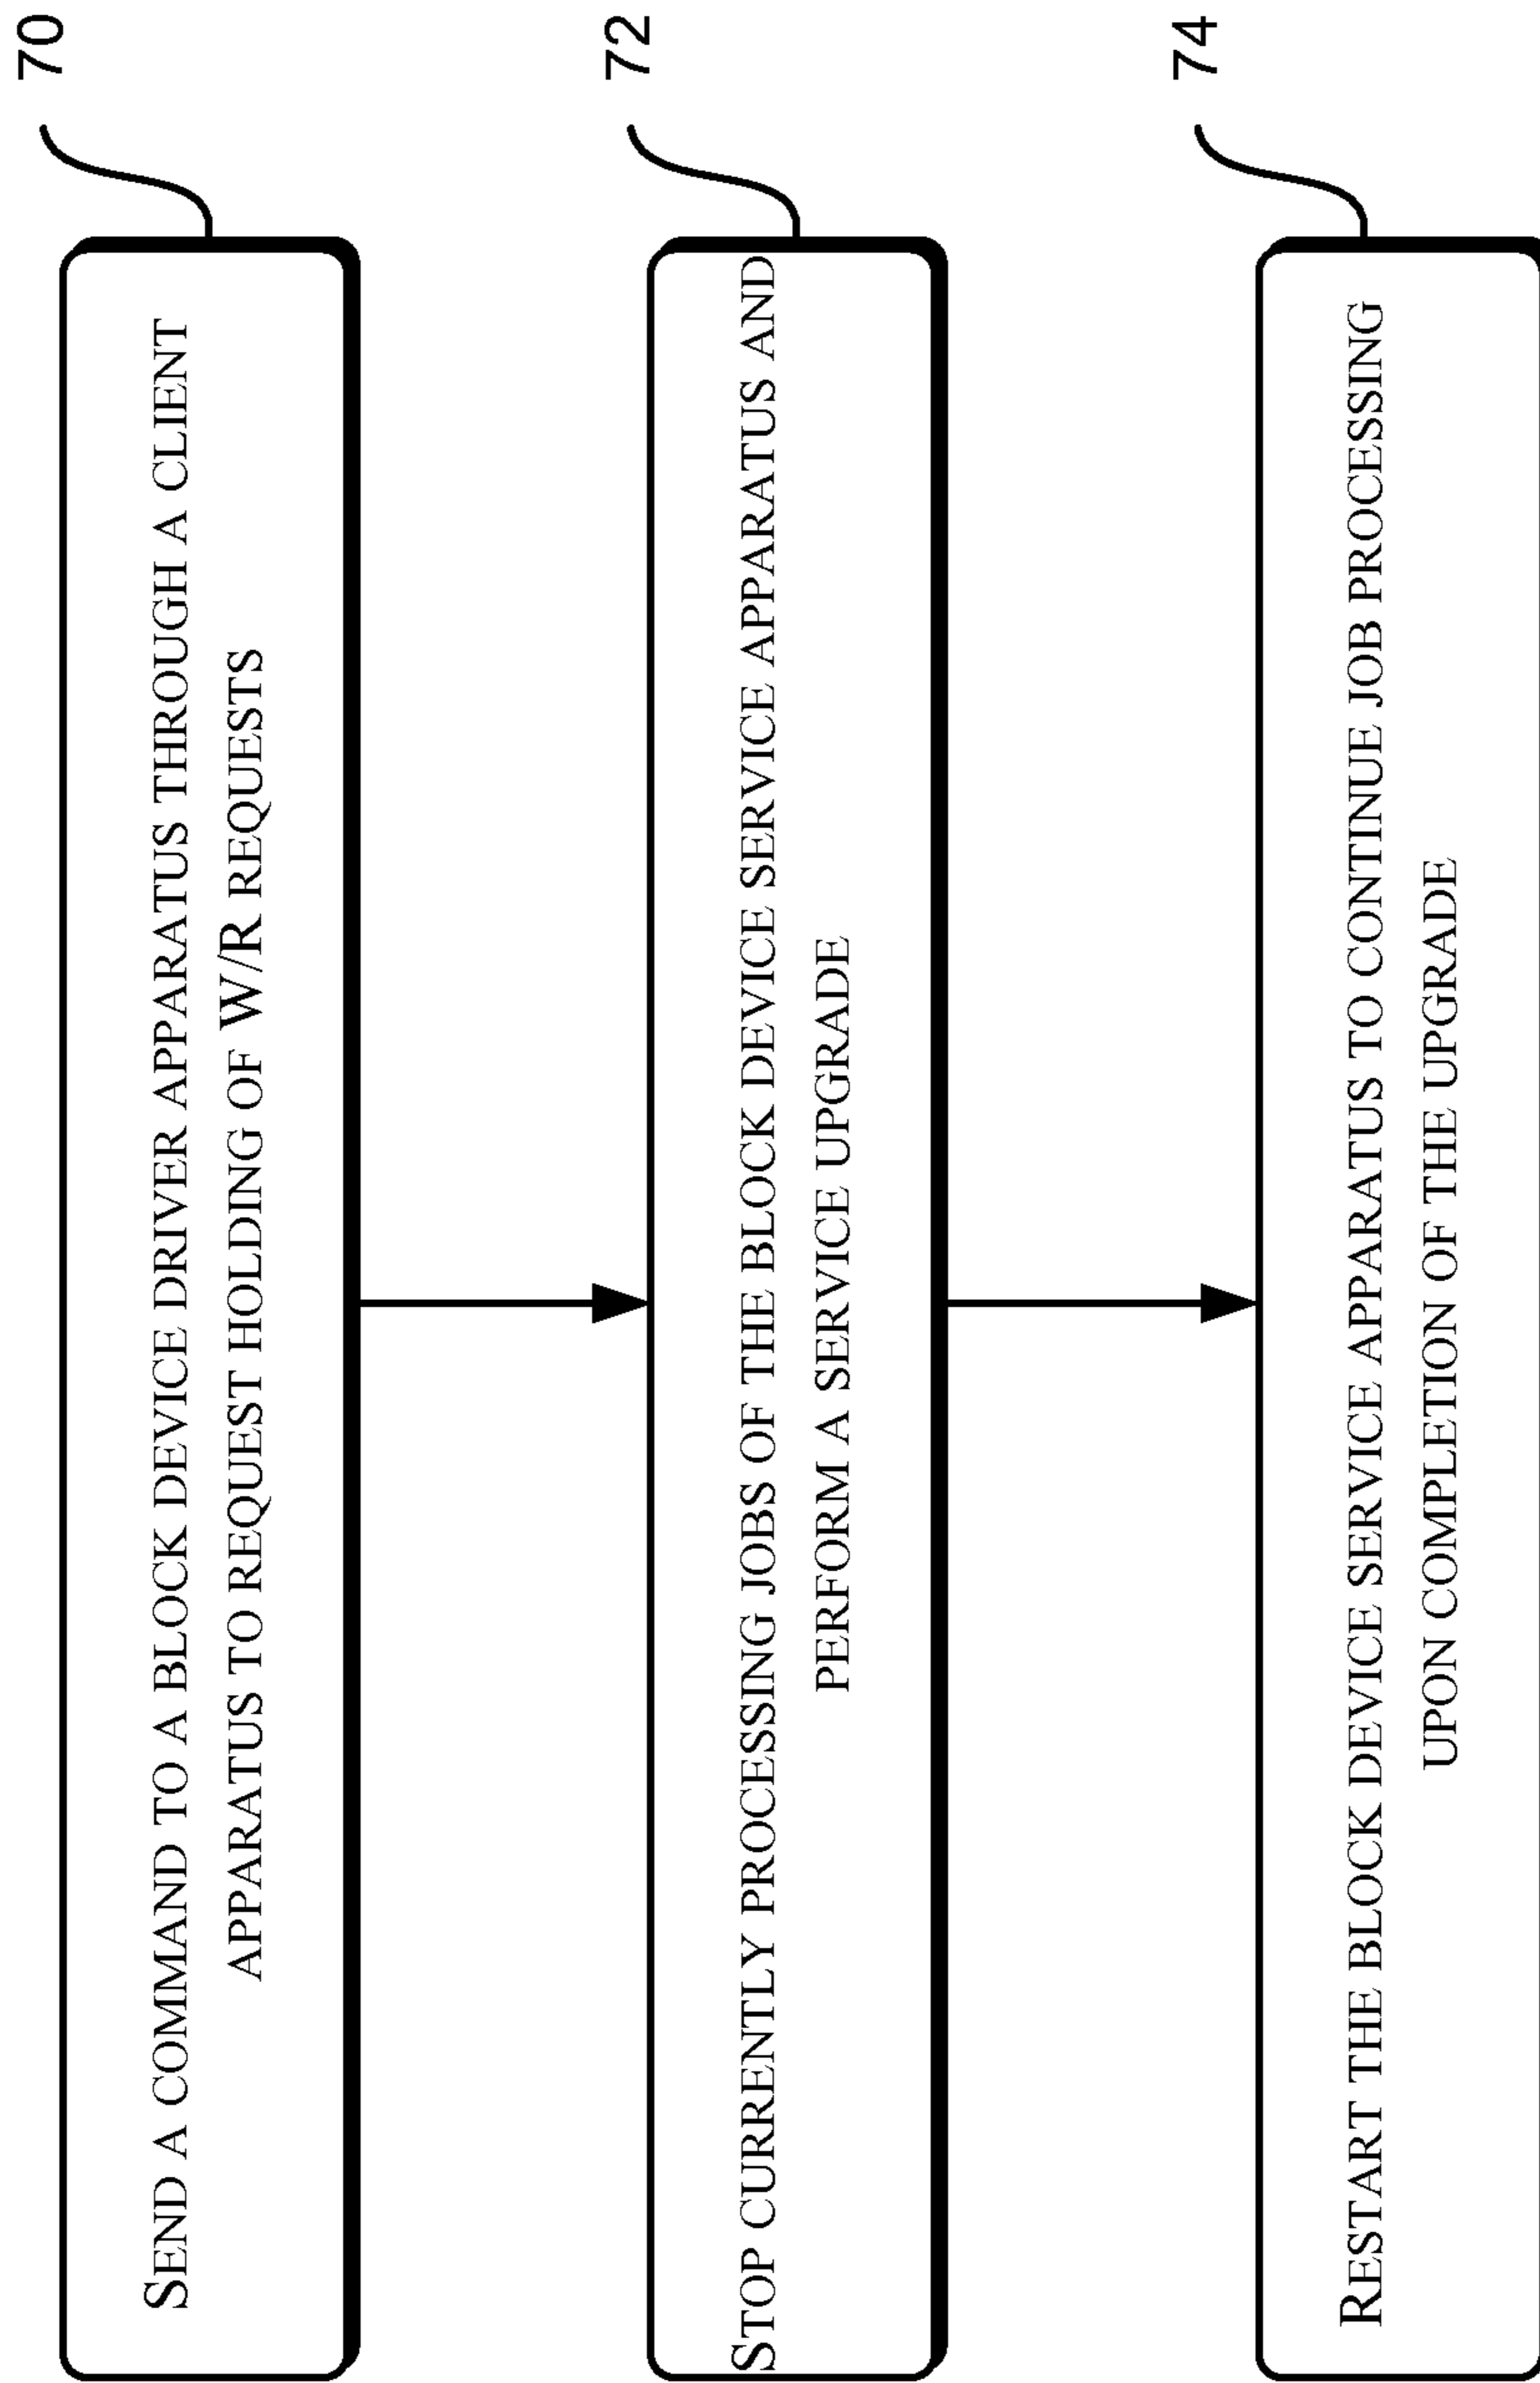 70
SEND A COMMAND TO A BLOCK DEVICE DRIVER APPARATUS THROUGH A CLIENT
APPARATUS TO REQUEST HOLDING OF W/R REQUESTS
72
STOP CURRENTLY PROCESSING JOBS OF THE BLOCK DEVICE SERVICE APPARATUS AND
PERFORM A SERVICE UPGRADE
74
RESTART THE BLOCK DEVICE SERVICE APPARATUS TO CONTINUE JOB PROCESSING
UPON COMPLETION OF THE UPGRADE